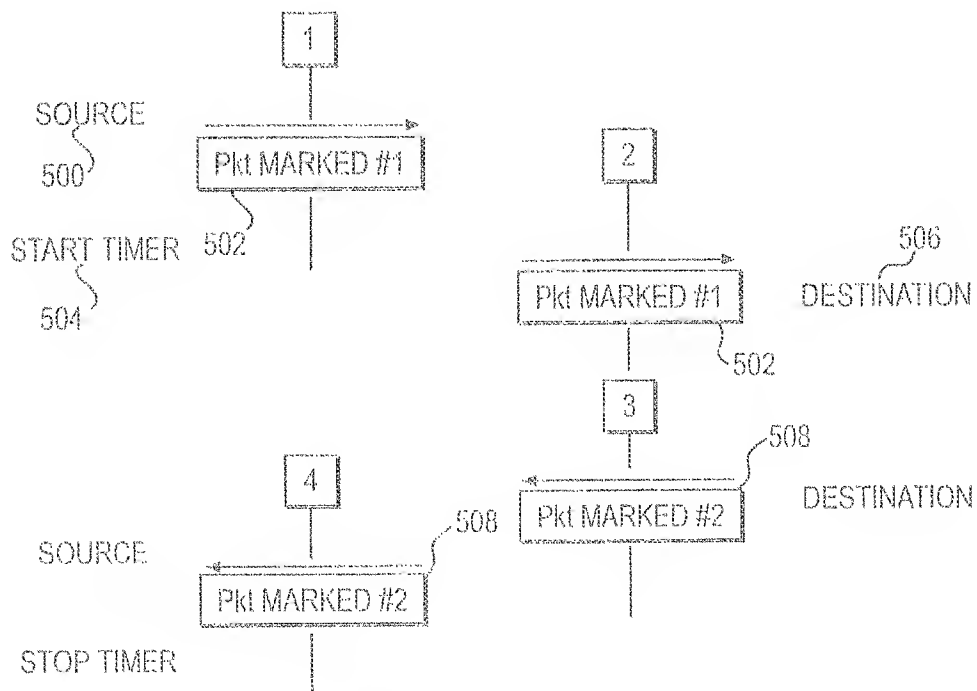 1
SOURCE
500
Pkt MARKED #1
502
START TIMER
504
2
506
Pkt MARKED #1
DESTINATION
502
3
508
Pkt MARKED #2
DESTINATION
4
508
SOURCE
Pkt MARKED #2
STOP TIMER